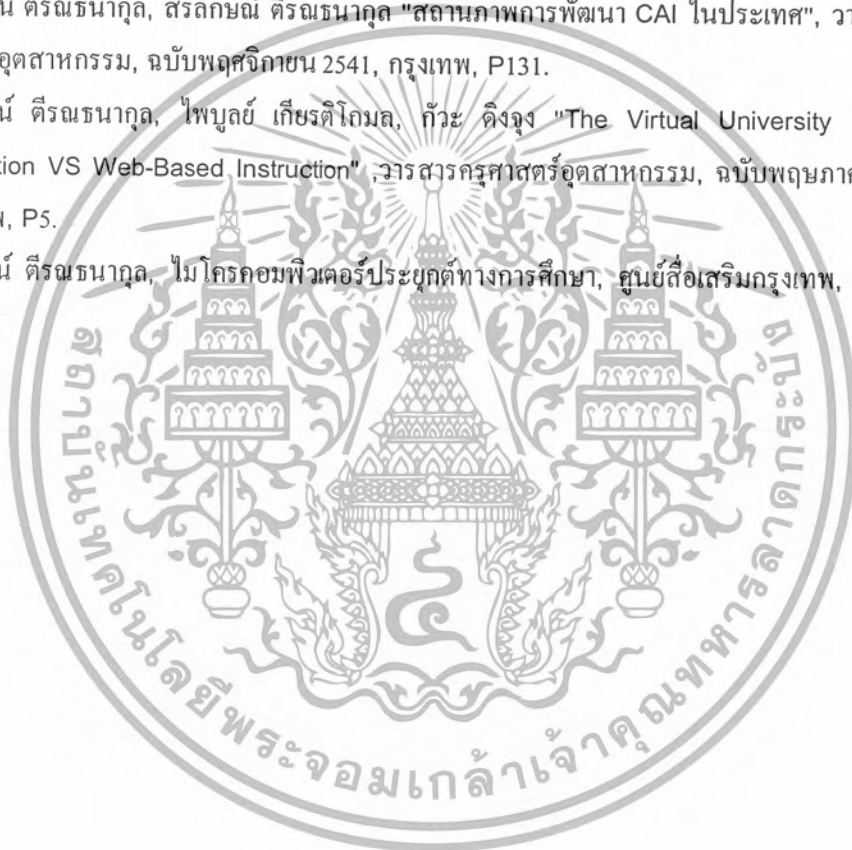 น์ ตีรณธนากุล, สิริลักษณ์ ตีรณธนากุล "สถานภาพการพัฒนา CAI ในประเทศ", วา
อุตสาหกรรม, ฉบับพฤศจิกายน 2541, กรุงเทพ, P131.
น์ ตีรณธนากุล, ไพบูลย์ เกียรติโกมล, กัวะ ติงจุง "The Virtual University
tion VS Web-Based Instruction" ,วารสารครุศาสตร์อุตสาหกรรม, ฉบับพฤษภาค
พ, P5.
น์ ตีรณธนากุล, ไมโครคอมพิวเตอร์ประยุกต์ทางการศึกษา, ศูนย์สื่อเสริมกรุงเทพ,
สถาบันเทคโนโลยีพระจอมเกล้าเจ้าคุณทหารลาดกระบัง
๔